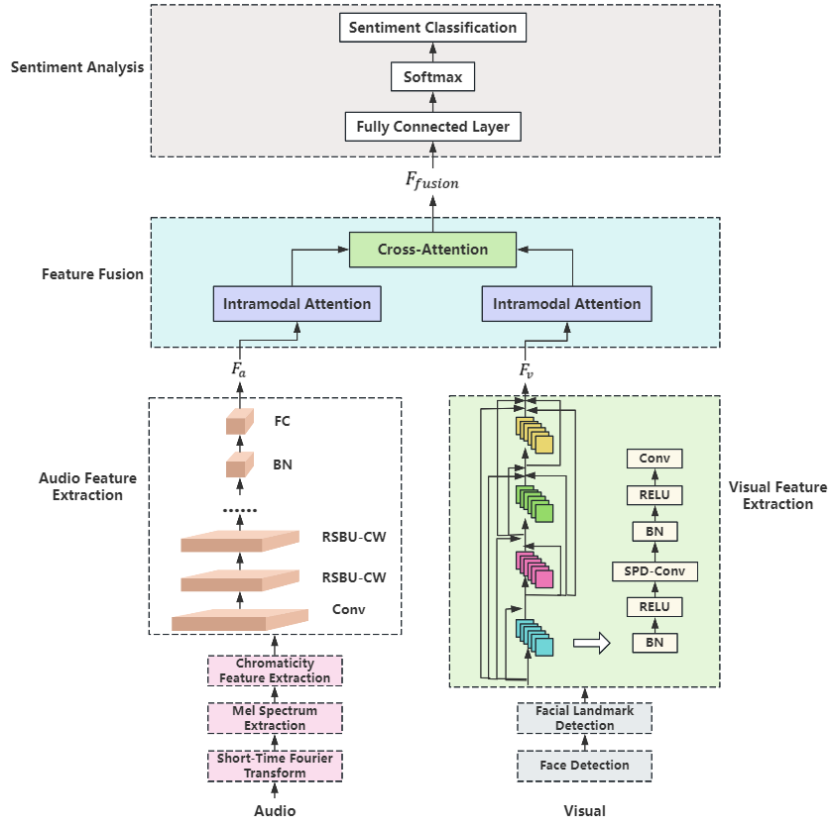 Sentiment Classification
Softmax
Fully Connected Layer
Sentiment Analysis
F_fusion
Cross-Attention
Feature Fusion
Intramodal Attention
Intramodal Attention
F_a
F_v
FC
BN
......
RSBU-CW
RSBU-CW
Conv
Audio Feature
Extraction
Conv
RELU
BN
SPD-Conv
RELU
BN
Visual Feature
Extraction
Chromaticity
Feature Extraction
Mel Spectrum
Extraction
Short-Time Fourier
Transform
Audio
Facial Landmark
Detection
Face Detection
Visual